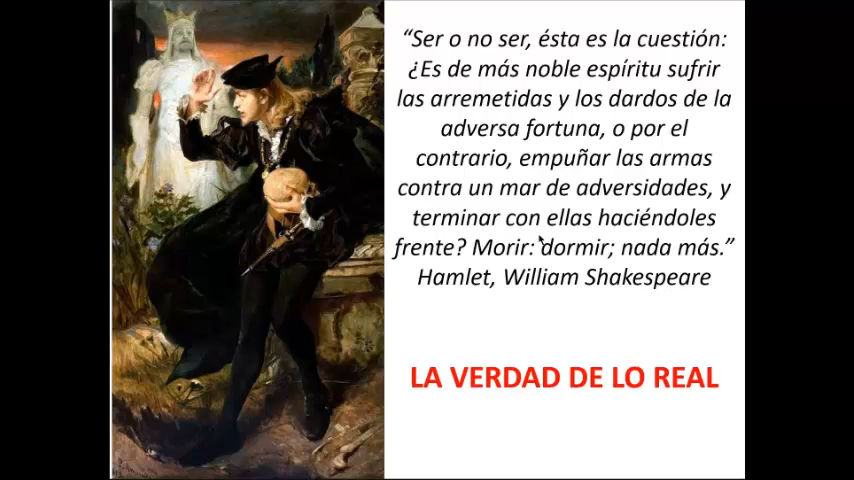 “Ser o no ser, ésta es la cuestión:
¿Es de más noble espíritu sufrir
las arremetidas y los dardos de la
adversa fortuna, o por el
contrario, empuñar las armas
contra un mar de adversidades, y
terminar con ellas haciéndoles
frente? Morir: dormir; nada más.”
Hamlet, William Shakespeare
LA VERDAD DE LO REAL